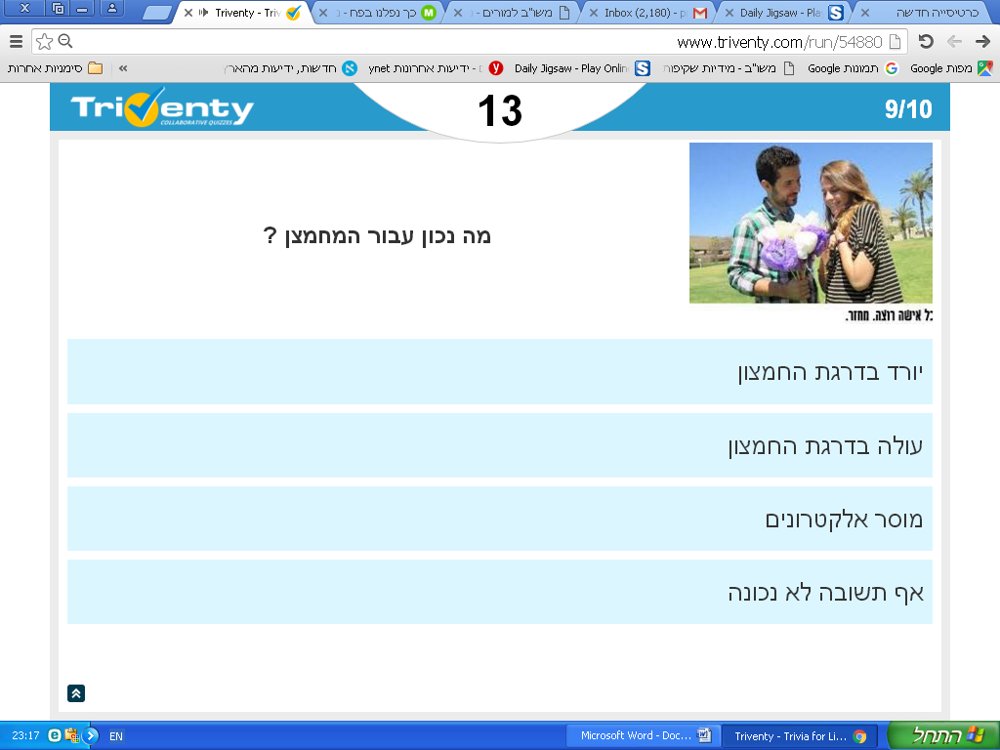 כרטיסייה חדשה
Daily Jigsaw - Pla
Inbox (2,180) - p
משו"ב למורים -
כך נפלנו בפח -
Triventy - Triv
www.triventy.com/run/54880
מפות Google
תמונות Google
משו"ב - מידיות שקיפות
Daily Jigsaw - Play Onlin
ynet ידיעות אחרונות -
חדשות, ידיעות מהארץ
«
סימניות אחרות
TriVenty
COLLABORATIVE QUIZZES
13
9/10
מה נכון עבור המחמצן ?
כל אישה רוצה. מחזר.
יורד בדרגת החמצון
עולה בדרגת החמצון
מוסר אלקטרונים
אף תשובה לא נכונה
התחל
Triventy - Trivia for Li...
Microsoft Word - Doc...
EN
23:17